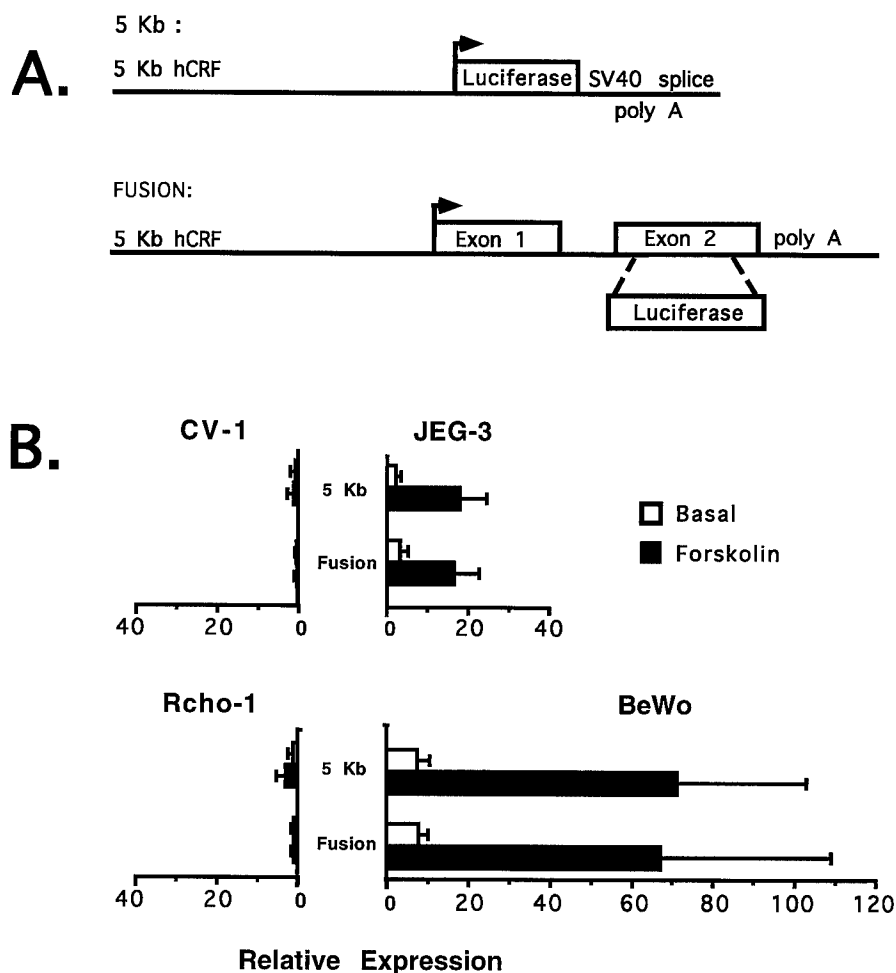 A.
5 Kb :
5 Kb hCRF
Luciferase
SV40 splice
poly A
FUSION:
5 Kb hCRF
Exon 1
Exon 2
poly A
Luciferase
B.
CV-1
JEG-3
5 Kb
Fusion
Basal
Forskolin
40 20 0
0 20 40
Rcho-1
BeWo
5 Kb
Fusion
40 20 0
0 20 40 60 80 100 120
Relative Expression